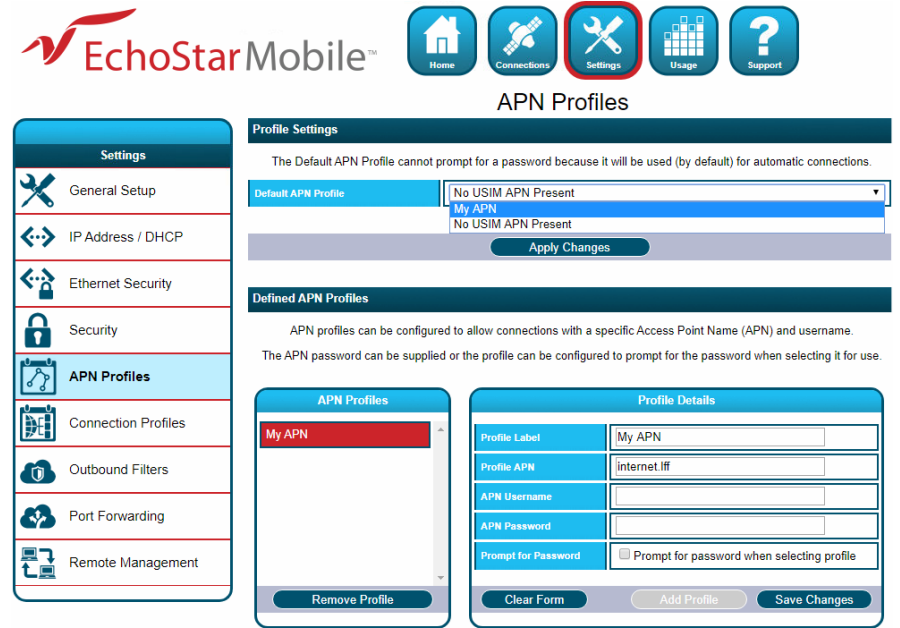 EchoStar Mobile™
Home
Connections
Settings
Usage
Support
APN Profiles
Settings
General Setup
IP Address / DHCP
Ethernet Security
Security
APN Profiles
Connection Profiles
Outbound Filters
Port Forwarding
Remote Management
Profile Settings
The Default APN Profile cannot prompt for a password because it will be used (by default) for automatic connections.
Default APN Profile
No USIM APN Present
My APN
No USIM APN Present
Apply Changes
Defined APN Profiles
APN profiles can be configured to allow connections with a specific Access Point Name (APN) and username.
The APN password can be supplied or the profile can be configured to prompt for the password when selecting it for use.
APN Profiles
My APN
Remove Profile
Profile Details
Profile Label
My APN
Profile APN
internet.lff
APN Username
APN Password
Prompt for Password
Prompt for password when selecting profile
Clear Form
Add Profile
Save Changes